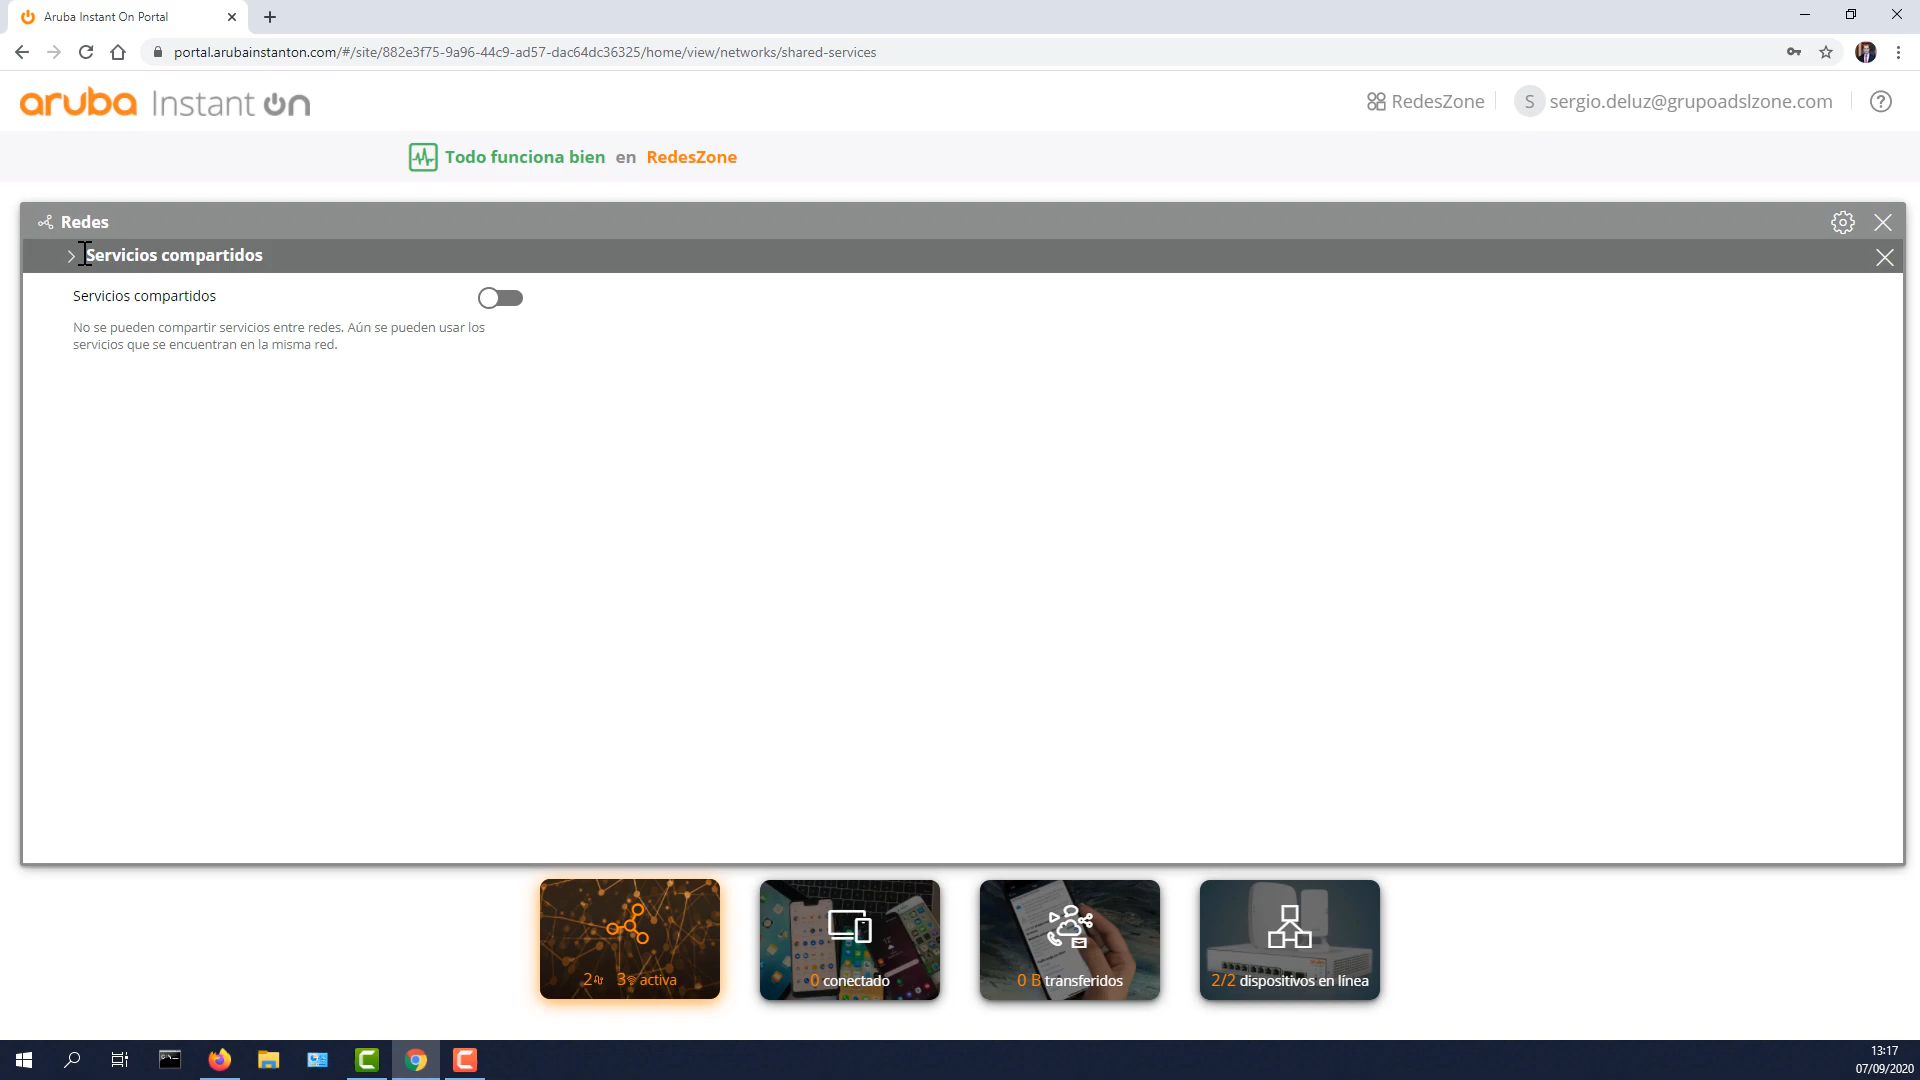 Aruba Instant On Portal
portal.arubainstanton.com/#/site/882e3f75-9a96-44c9-ad57-dac64dc36325/home/view/networks/shared-services
aruba Instant On
RedesZone
S sergio.deluz@grupoadslzone.com
?
Todo funciona bien en RedesZone
Redes
Servicios compartidos
Servicios compartidos
No se pueden compartir servicios entre redes. Aún se pueden usar los
servicios que se encuentran en la misma red.
2 3 activa
0 conectado
0 B transferidos
2/2 dispositivos en línea
13:17
07/09/2020